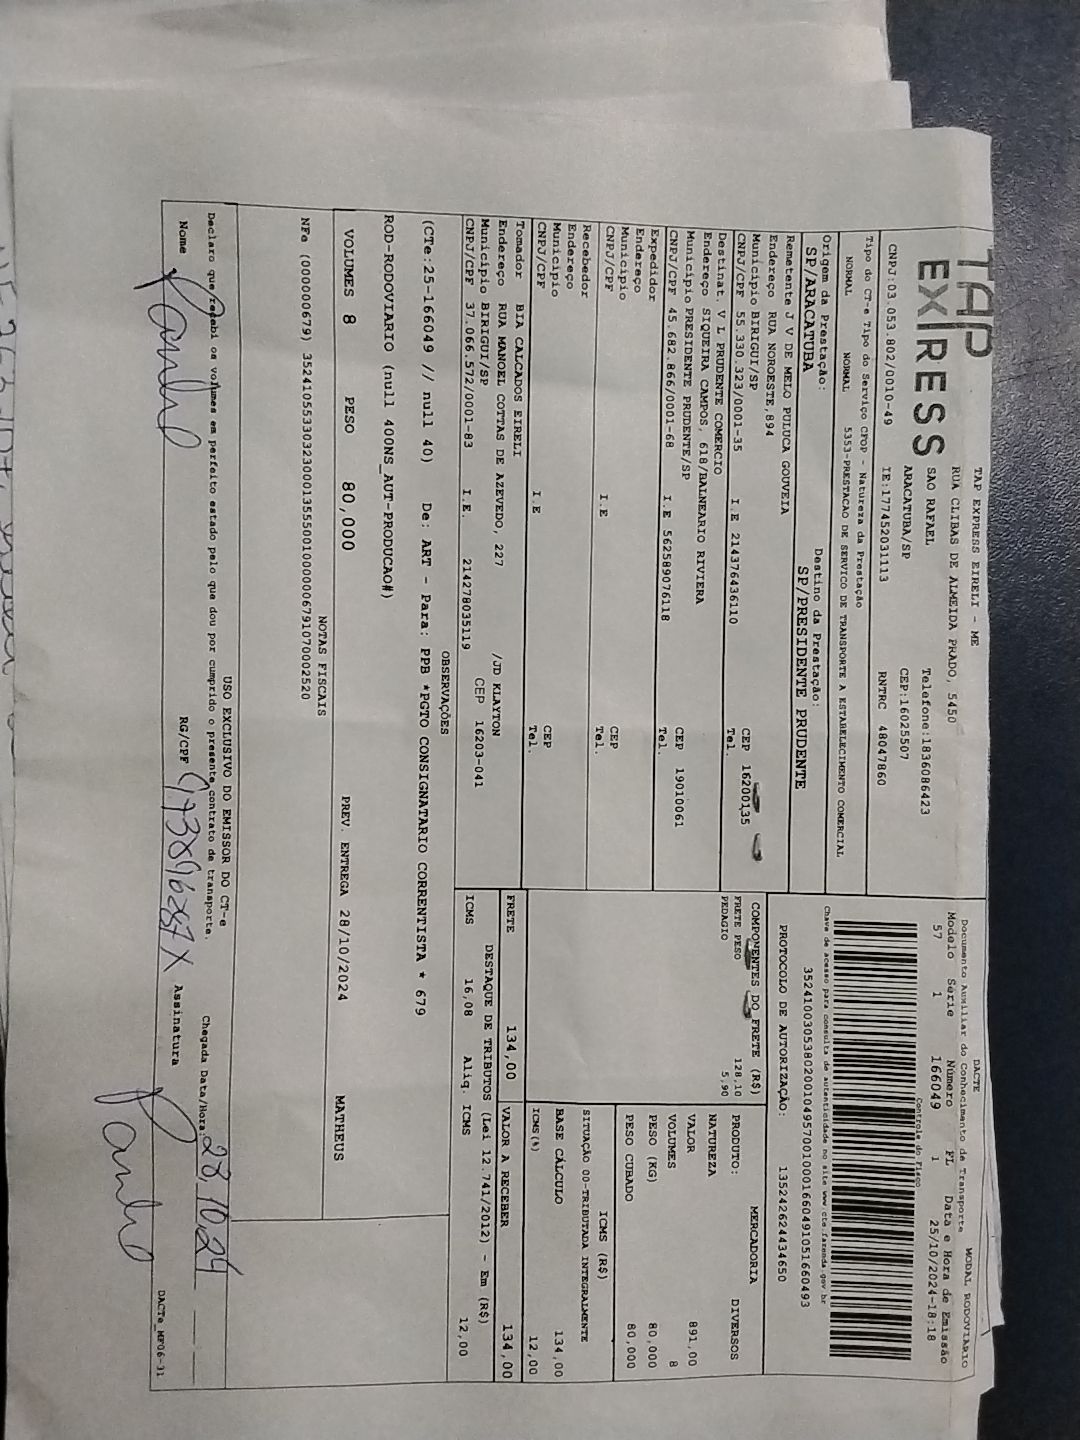 TAP EXPRESS
TAP EXPRESS EIRELI - ME
RUA CLIBAS DE ALMEIDA PRADO, 5450
SAO RAFAEL Telefone:1836086423
ARACATUBA/SP CEP:16025507
CNPJ:03.053.802/0010-49 IE:177452031113 RNTRC 48047860
DACTE MODAL RODOVIÁRIO
Documento Auxiliar do Conhecimento de Transporte
Modelo Série Número FL Data e Hora de Emissão
57 1 166049 1 25/10/2024-18:18
Controle do Fisco
Tipo do CT-e Tipo do Serviço CFOP - Natureza da Prestação
NORMAL NORMAL 5353-PRESTACAO DE SERVICO DE TRANSPORTE A ESTABELECIMENTO COMERCIAL
Chave de acesso para consulta de autenticidade no site www.cte.fazenda.gov.br
35241003053802001049570010001660491051660493
Origem da Prestação: Destino da Prestação:
SP/ARACATUBA SP/PRESIDENTE PRUDENTE
PROTOCOLO DE AUTORIZAÇÃO: 135242624434650
Remetente J V DE MELO PULUCA GOUVEIA
Endereço RUA NOROESTE,894
Município BIRIGUI/SP CEP 16200135
CNPJ/CPF 55.330.323/0001-35 I.E 214376436110 Tel.
Destinat. V L PRUDENTE COMERCIO
Endereço SIQUEIRA CAMPOS, 618/BALNEARIO RIVIERA
Município PRESIDENTE PRUDENTE/SP CEP 19010061
CNPJ/CPF 45.682.866/0001-68 I.E 562589076118 Tel.
Expedidor
Endereço
Município CEP
CNPJ/CPF I.E Tel.
Recebedor
Endereço
Município CEP
CNPJ/CPF I.E Tel.
Tomador BIA CALCADOS EIRELI
Endereço RUA MANOEL COTTAS DE AZEVEDO, 227 /JD KLAYTON
Município BIRIGUI/SP CEP 16203-041
CNPJ/CPF 37.066.572/0001-83 I.E. 214278035119
COMPONENTES DO FRETE (R$)
FRETE PESO 128,10
PEDAGIO 5,90
PRODUTO: MERCADORIA
NATUREZA DIVERSOS
VALOR 891,00
VOLUMES 8
PESO (KG) 80,000
PESO CUBADO 80,000
ICMS (R$)
SITUAÇÃO 00-TRIBUTADA INTEGRALMENTE
BASE CÁLCULO 134,00
ICMS(%) 12,00
FRETE 134,00 VALOR A RECEBER 134,00
DESTAQUE DE TRIBUTOS (Lei 12.741/2012) - Em (R$)
ICMS 16,08 Aliq. ICMS 12,00
OBSERVAÇÕES
(CTe:25-166049 // null 40) De: ART - Para: PPB *PGTO CONSIGNATARIO CORRENTISTA * 679
ROD-RODOVIARIO (null 400NS_AUT-PRODUCAO#)
VOLUMES 8 PESO 80,000 PREV. ENTREGA 28/10/2024 MATHEUS
NOTAS FISCAIS
NFe (000000679) 35241055330323000135550010000006791070002520
USO EXCLUSIVO DO EMISSOR DO CT-e
Declaro que recebi os volumes em perfeito estado pelo que dou por cumprido o presente contrato de transporte.
Chegada Data/Hora: 28,10,24
Nome RG/CPF Assinatura
DACTe_MF06-31